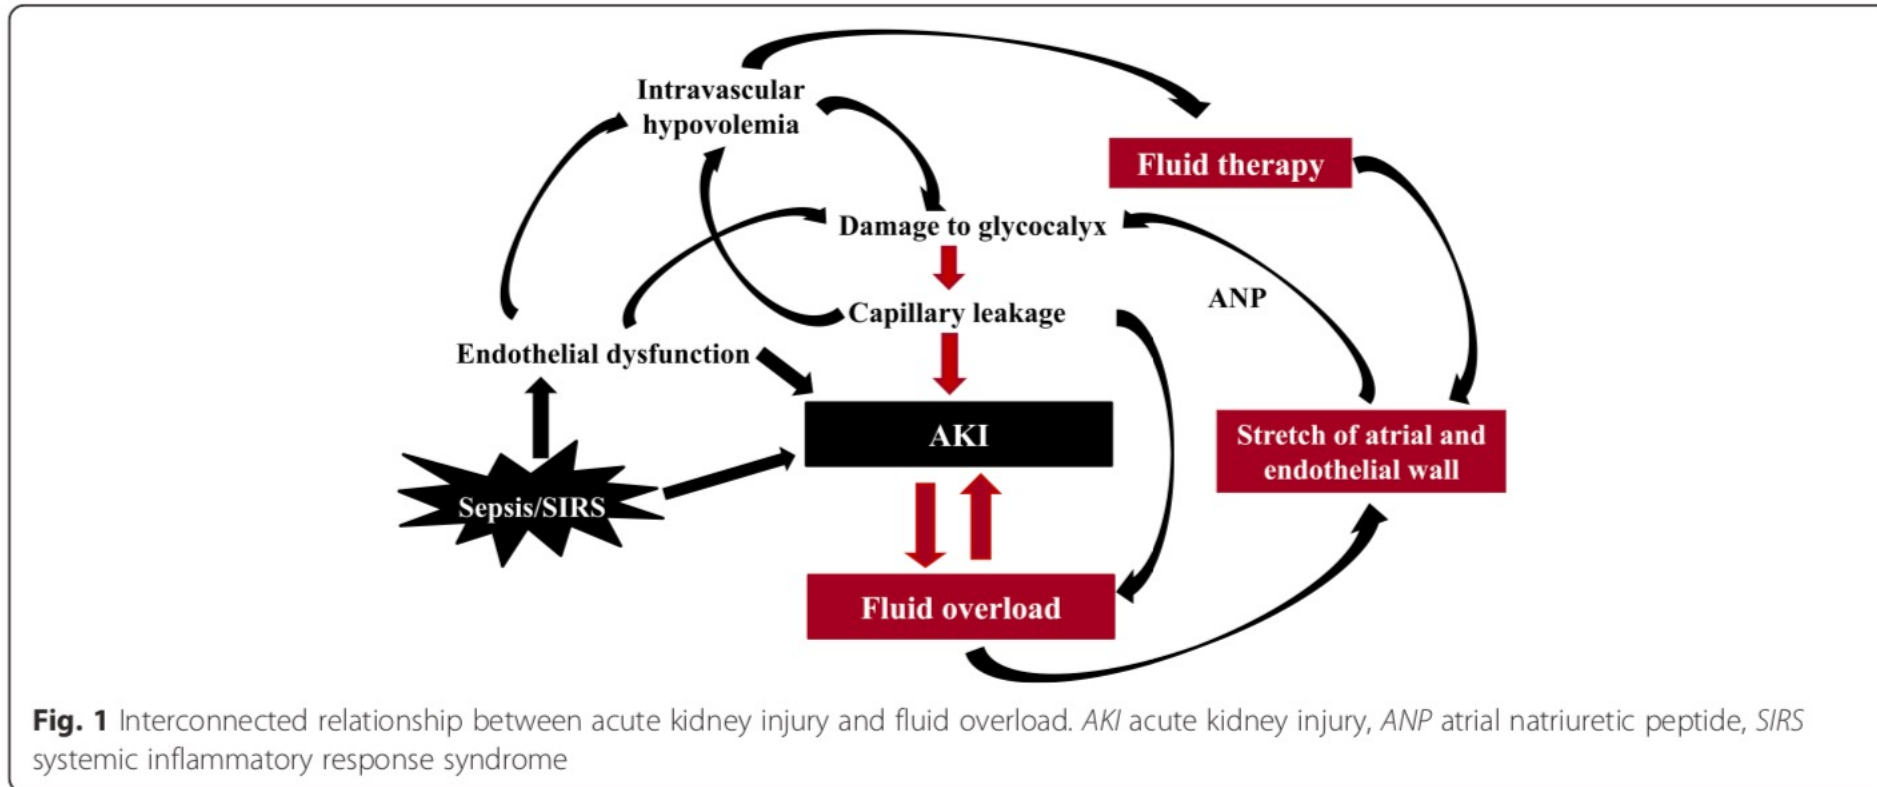 Intravascular
hypovolemia
Fluid therapy
Damage to glycocalyx
ANP
Capillary leakage
Endothelial dysfunction
AKI
Stretch of atrial and
endothelial wall
Sepsis/SIRS
Fluid overload
Fig. 1 Interconnected relationship between acute kidney injury and fluid overload. AKI acute kidney injury, ANP atrial natriuretic peptide, SIRS
systemic inflammatory response syndrome